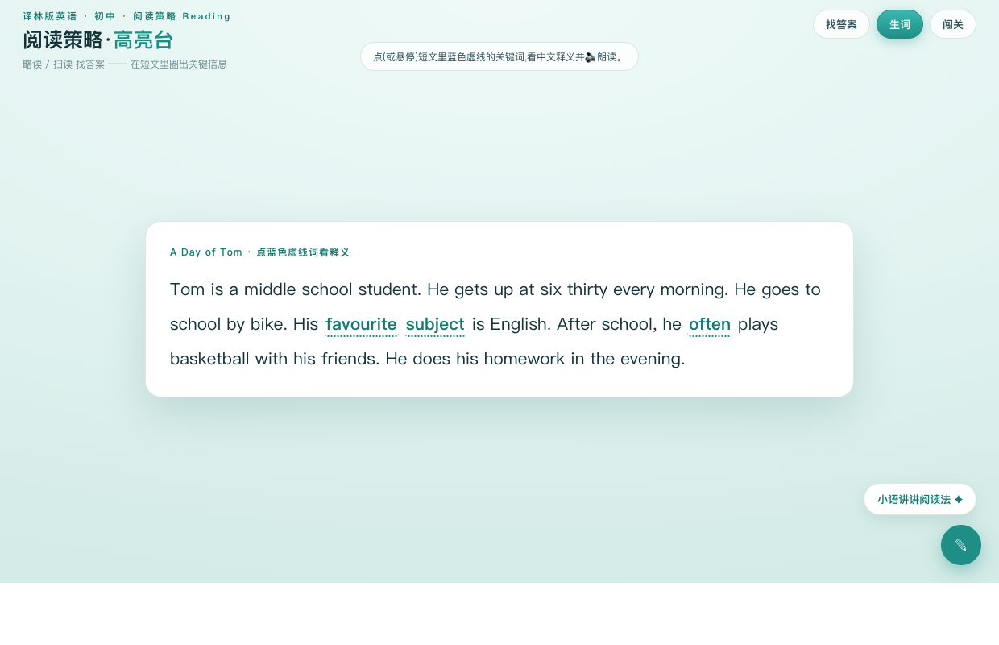 译林版英语 · 初中 · 阅读策略 Reading
阅读策略·高亮台
略读 / 扫读 找答案 —— 在短文里圈出关键信息
点(或悬停)短文里蓝色虚线的关键词,看中文释义并🔈朗读。
找答案
生词
闯关
A Day of Tom · 点蓝色虚线词看释义
Tom is a middle school student. He gets up at six thirty every morning. He goes to
school by bike. His favourite subject is English. After school, he often plays
basketball with his friends. He does his homework in the evening.
小语讲讲阅读法 ✦